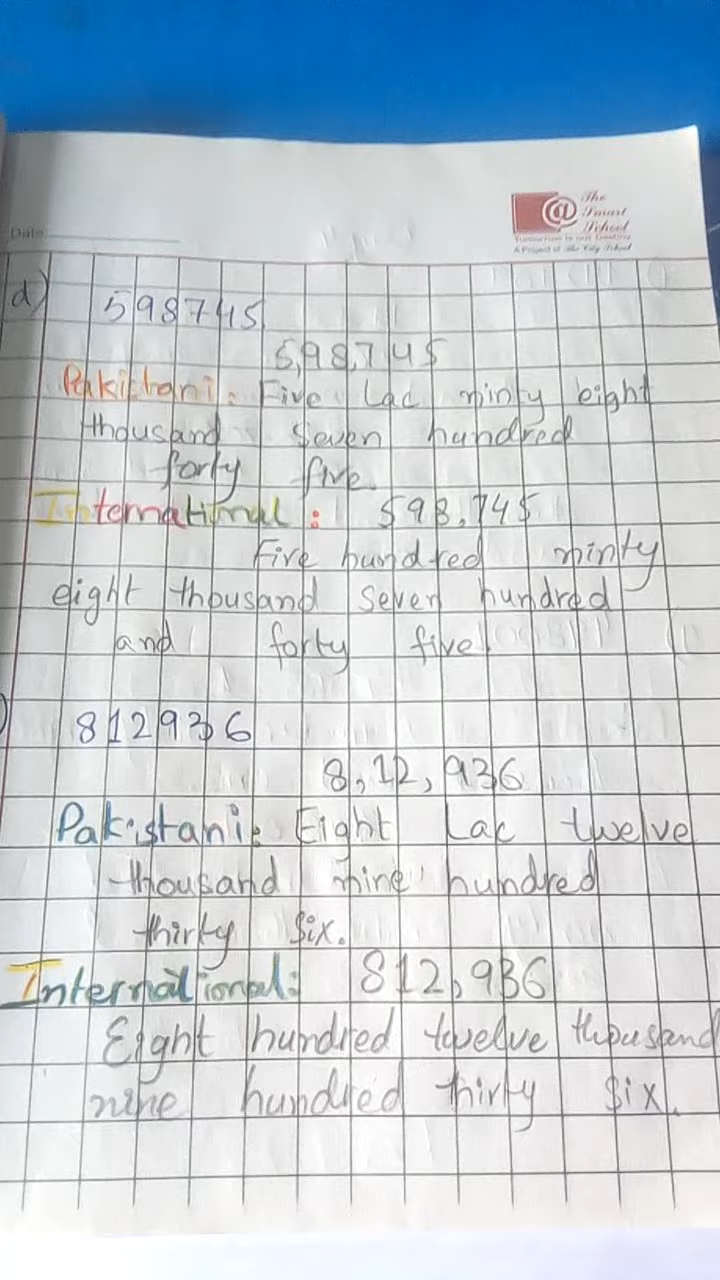 Date
The
Smart
School
A Project of The City School
d) 598745
5,98,745
Pakistani: Five Lac ninty eight
thousand seven hundred
forty five.
International: 598,745
Five hundred ninty
eight thousand seven hundred
and forty five.
812936
8,12,936
Pakistani: Eight Lac twelve
thousand nine hundred
thirty six.
International: 812,936
Eight hundred twelve thousand
nine hundred thirty six.